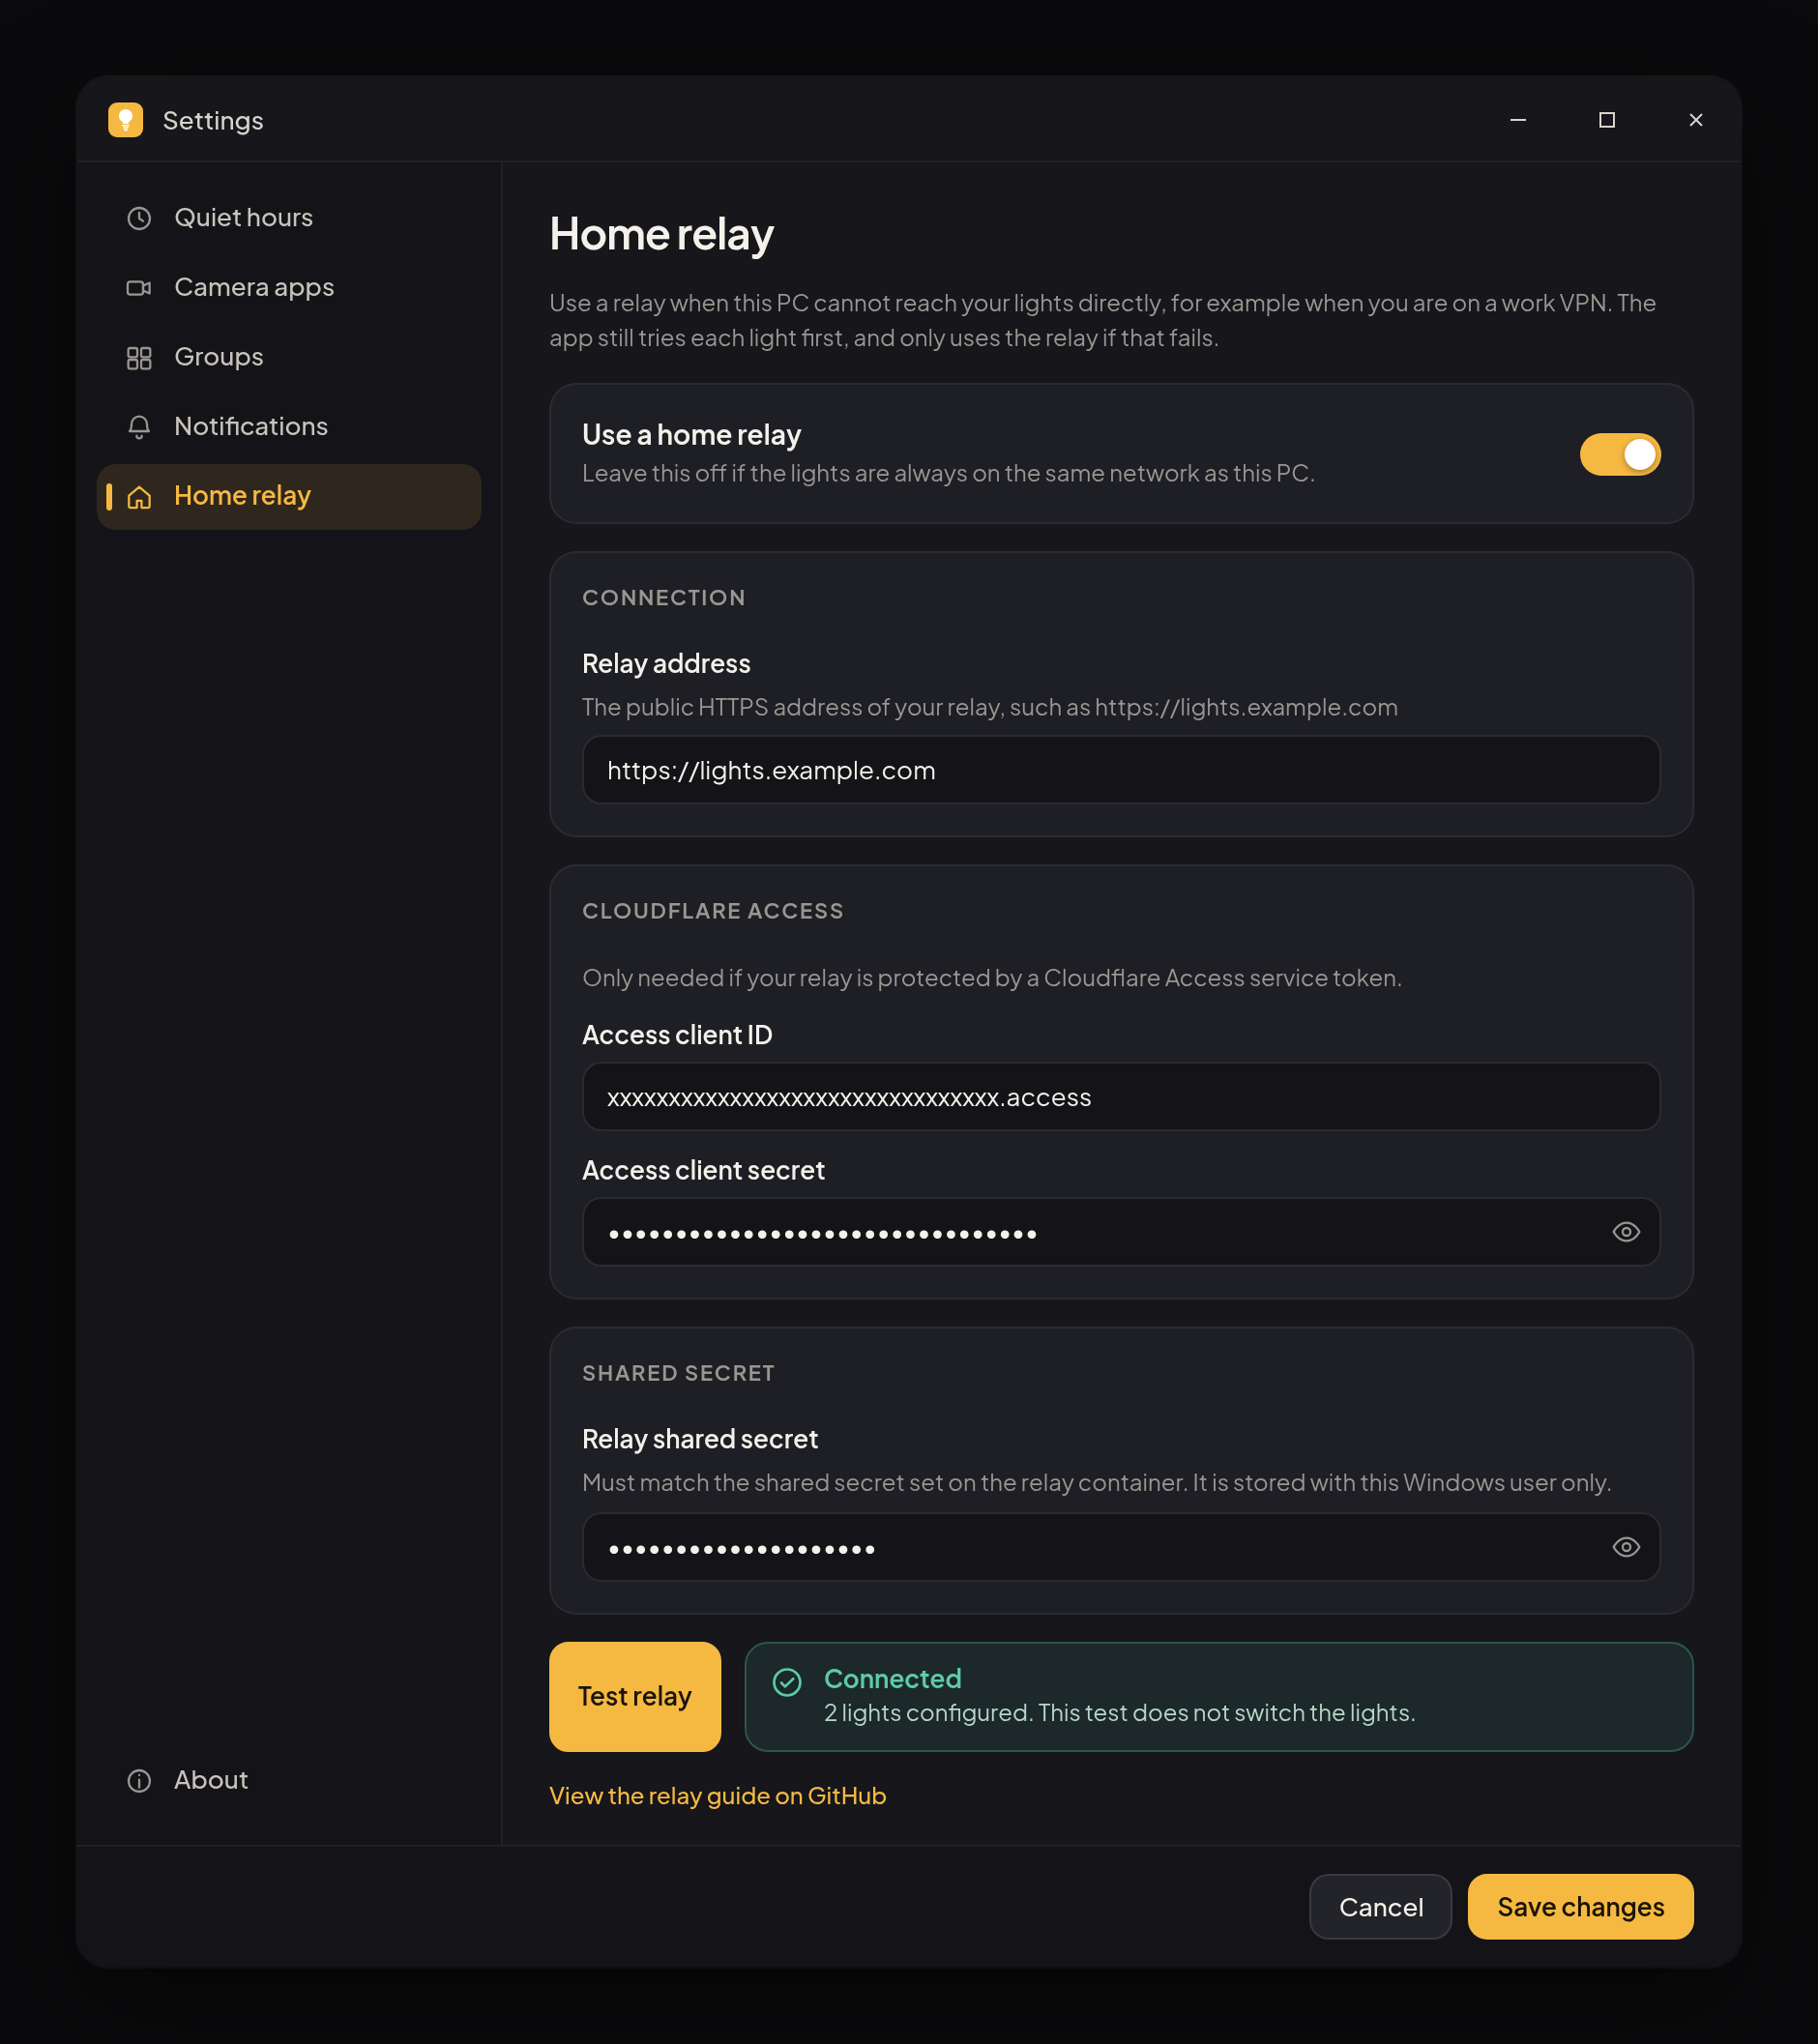 Settings
Quiet hours
Camera apps
Groups
Notifications
Home relay
About
Home relay
Use a relay when this PC cannot reach your lights directly, for example when you are on a work VPN. The
app still tries each light first, and only uses the relay if that fails.
Use a home relay
Leave this off if the lights are always on the same network as this PC.
CONNECTION
Relay address
The public HTTPS address of your relay, such as https://lights.example.com
https://lights.example.com
CLOUDFLARE ACCESS
Only needed if your relay is protected by a Cloudflare Access service token.
Access client ID
xxxxxxxxxxxxxxxxxxxxxxxxxxxxxxxx.access
Access client secret
••••••••••••••••••••••••••••••••
SHARED SECRET
Relay shared secret
Must match the shared secret set on the relay container. It is stored with this Windows user only.
••••••••••••••••••••
Test relay
Connected
2 lights configured. This test does not switch the lights.
View the relay guide on GitHub
Cancel
Save changes